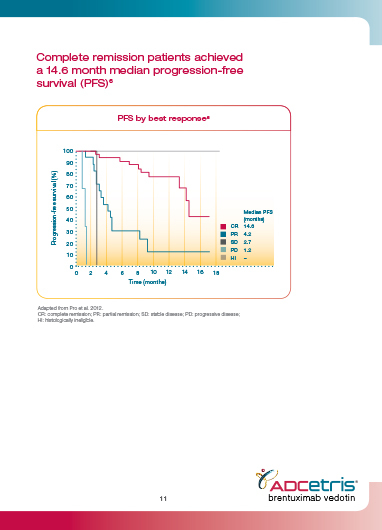 Complete remission patients achieved
a 14.6 month median progression-free
survival (PFS)⁶
PFS by best response⁶
Progression-free survival (%)
100
90
80
70
60
50
40
30
20
10
0
0 2 4 6 8 10 12 14 16 18
Time (months)
Median PFS
(months)
CR 14.6
PR 4.2
SD 2.7
PD 1.2
HI –
Adapted from Pro et al. 2012.
CR: complete remission; PR: partial remission; SD: stable disease; PD: progressive disease;
HI: histologically ineligible.
ADCETRIS®
brentuximab vedotin
11